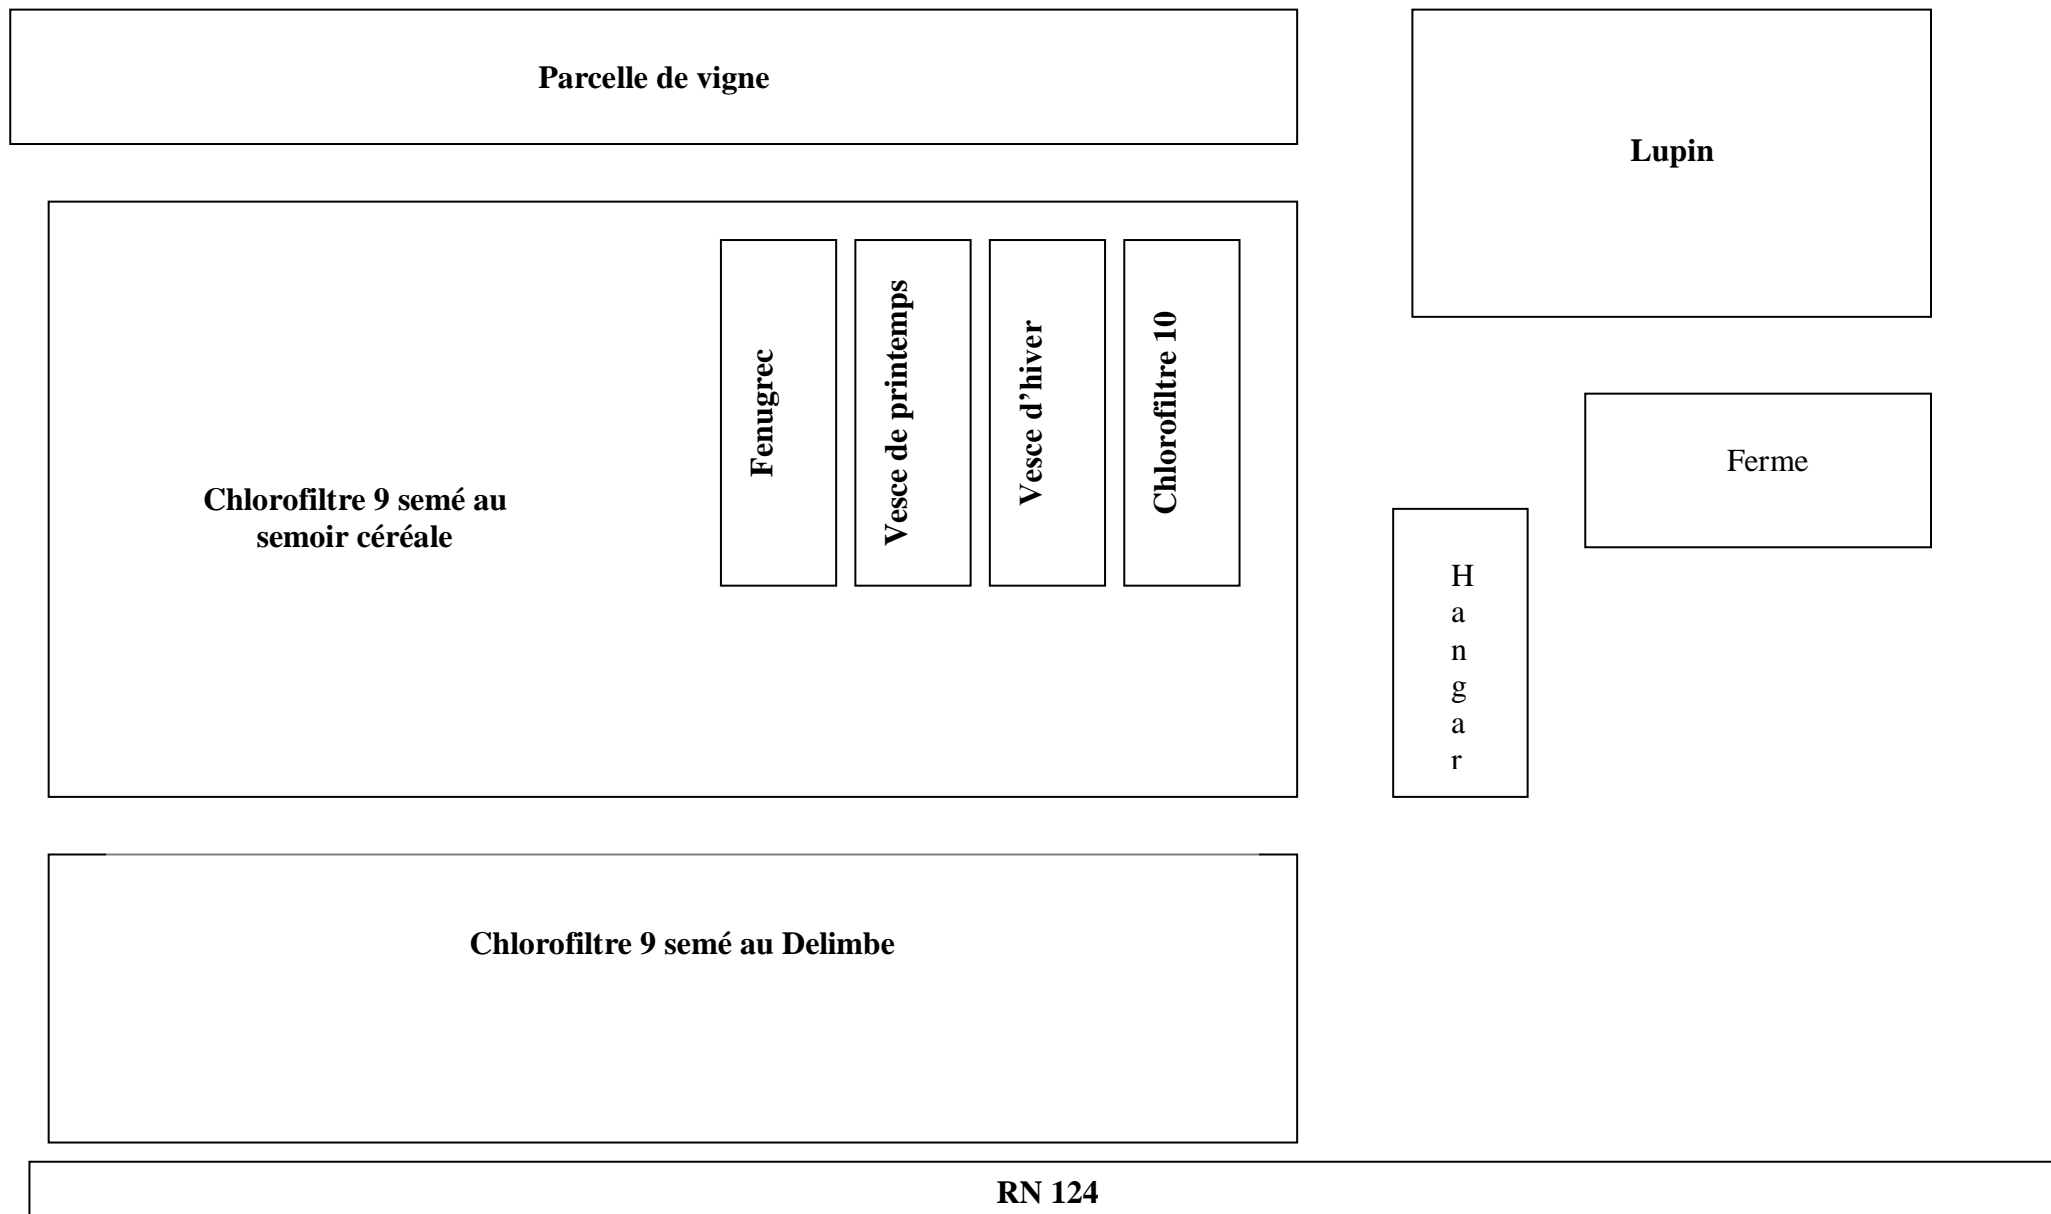 Parcelle de vigne
Lupin
Fenugrec
Vesce de printemps
Vesce d’hiver
Chlorofiltre 10
Ferme
Chlorofiltre 9 semé au
semoir céréale
H
a
n
g
a
r
Chlorofiltre 9 semé au Delimbe
RN 124